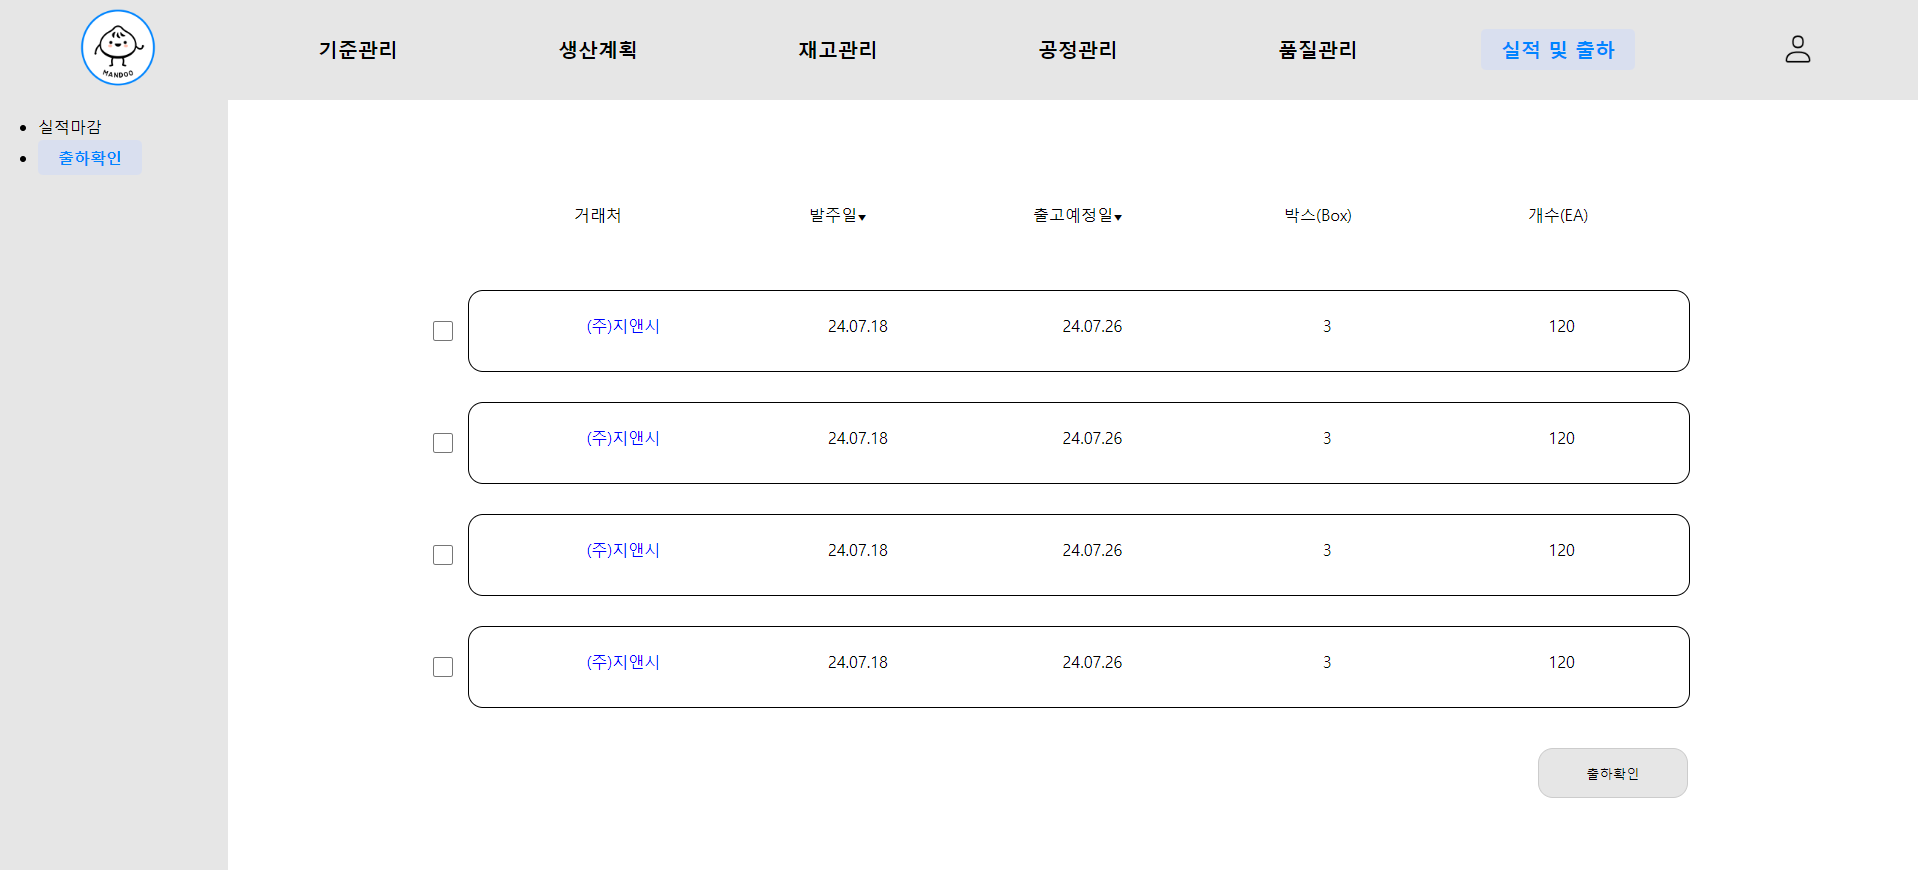 MANDOO
기준관리 생산계획 재고관리 공정관리 품질관리 실적 및 출하
실적마감
출하확인
거래처 발주일▾ 출고예정일▾ 박스(Box) 개수(EA)
(주)지앤시 24.07.18 24.07.26 3 120
(주)지앤시 24.07.18 24.07.26 3 120
(주)지앤시 24.07.18 24.07.26 3 120
(주)지앤시 24.07.18 24.07.26 3 120
출하확인